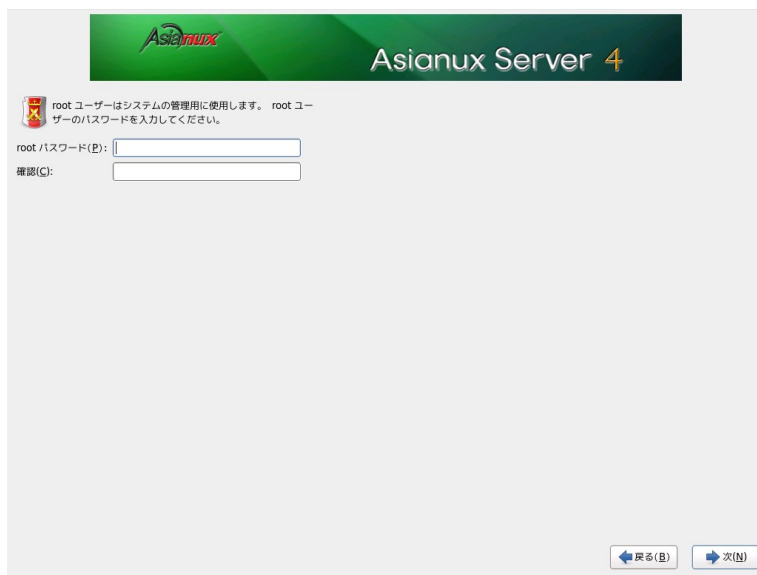 Asianux
Asianux Server 4
root ユーザーはシステムの管理用に使用します。 root ユー
ザーのパスワードを入力してください。
root パスワード(P):
確認(C):
戻る(B)
次(N)